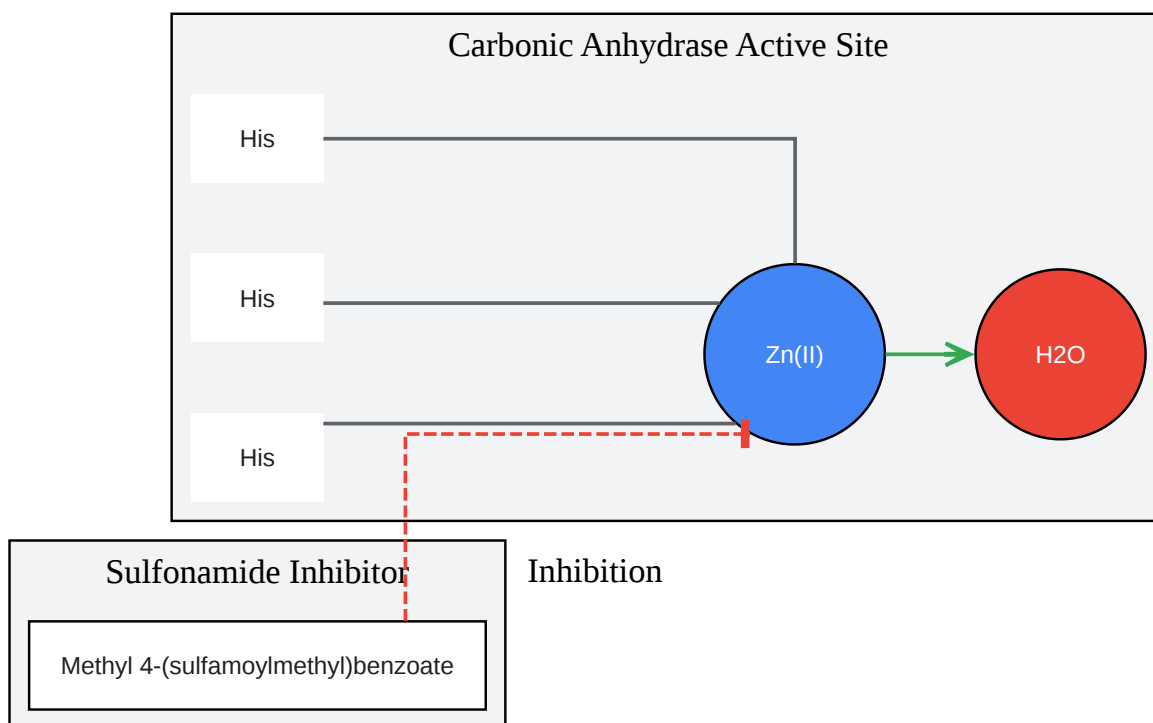 Carbonic Anhydrase Active Site
His
His
Zn(II)
H2O
His
Sulfonamide Inhibitor
Inhibition
Methyl 4-(sulfamoylmethyl)benzoate